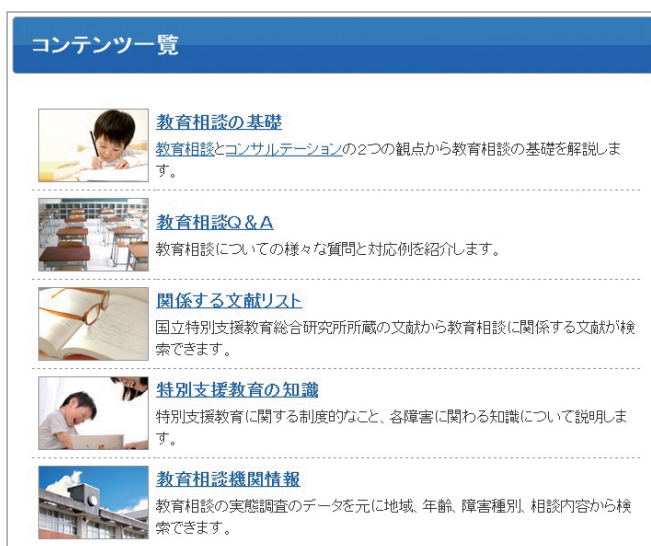 コンテンツ一覧
教育相談の基礎
教育相談とコンサルテーションの2つの観点から教育相談の基礎を解説しま
す。
教育相談Q&A
教育相談についての様々な質問と対応例を紹介します。
関係する文献リスト
国立特別支援教育総合研究所所蔵の文献から教育相談に関係する文献が検
索できます。
特別支援教育の知識
特別支援教育に関する制度的なこと、各障害に関わる知識について説明しま
す。
教育相談機関情報
教育相談の実態調査のデータを元に地域、年齢、障害種別、相談内容から検
索できます。